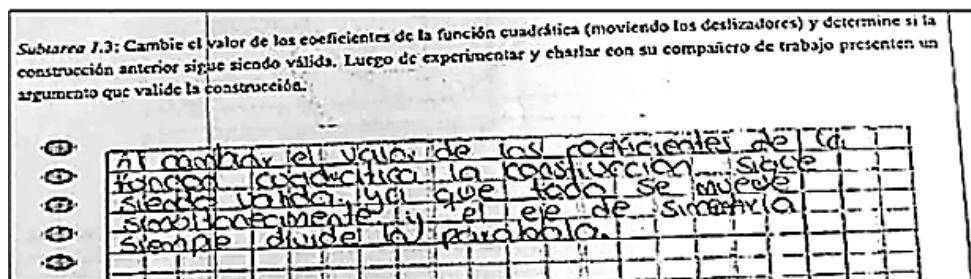 Subtarea 1.3: Cambie el valor de los coeficientes de la función cuadrática (moviendo los deslizadores) y determine si la
construcción anterior sigue siendo válida. Luego de experimentar y charlar con su compañero de trabajo presenten un
argumento que valide la construcción.
Al cambiar el valor de los coeficientes de la
función cuadrática la construcción sigue
siendo valida, ya que todo se mueve
simultaneamente y el eje de simetría
siempre divide la parábola.